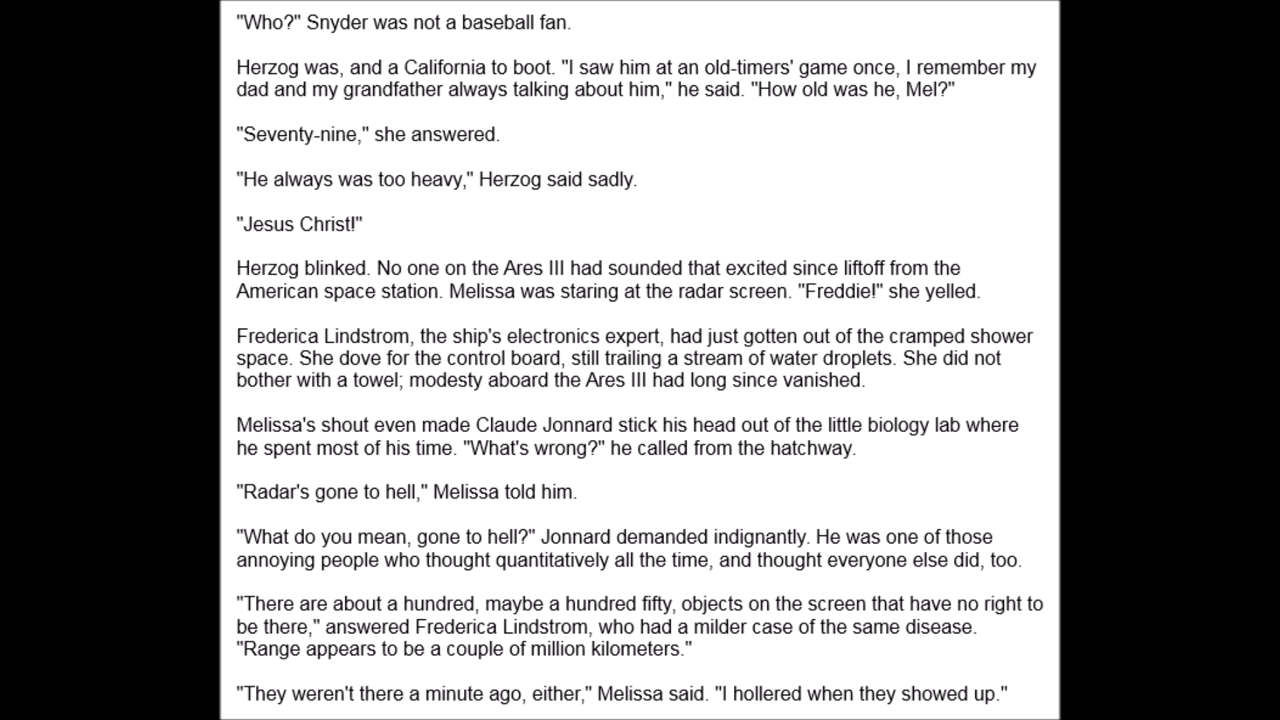 "Who?" Snyder was not a baseball fan.
Herzog was, and a California to boot. "I saw him at an old-timers' game once, I remember my
dad and my grandfather always talking about him," he said. "How old was he, Mel?"
"Seventy-nine," she answered.
"He always was too heavy," Herzog said sadly.
"Jesus Christ!"
Herzog blinked. No one on the Ares III had sounded that excited since liftoff from the
American space station. Melissa was staring at the radar screen. "Freddie!" she yelled.
Frederica Lindstrom, the ship's electronics expert, had just gotten out of the cramped shower
space. She dove for the control board, still trailing a stream of water droplets. She did not
bother with a towel; modesty aboard the Ares III had long since vanished.
Melissa's shout even made Claude Jonnard stick his head out of the little biology lab where
he spent most of his time. "What's wrong?" he called from the hatchway.
"Radar's gone to hell," Melissa told him.
"What do you mean, gone to hell?" Jonnard demanded indignantly. He was one of those
annoying people who thought quantitatively all the time, and thought everyone else did, too.
"There are about a hundred, maybe a hundred fifty, objects on the screen that have no right to
be there," answered Frederica Lindstrom, who had a milder case of the same disease.
"Range appears to be a couple of million kilometers."
"They weren't there a minute ago, either," Melissa said. "I hollered when they showed up."